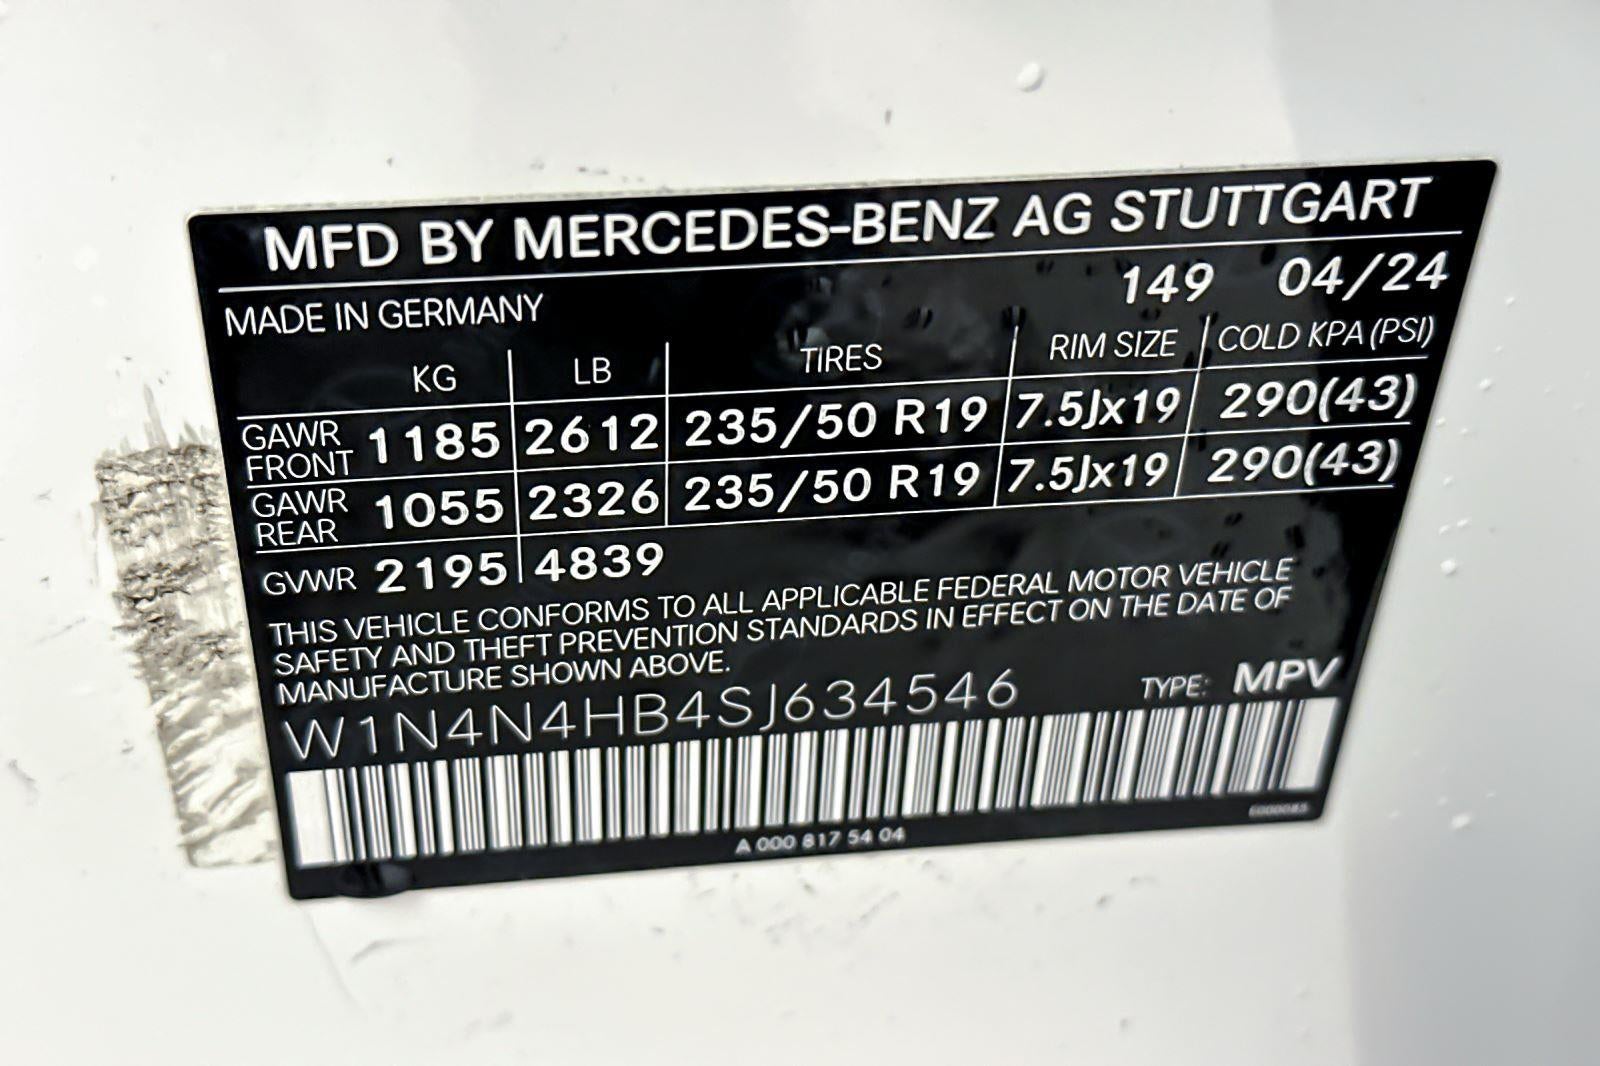 MFD BY MERCEDES-BENZ AG STUTTGART
149 04/24
MADE IN GERMANY
KG LB TIRES RIM SIZE COLD KPA (PSI)
GAWR FRONT 1185 2612 235/50 R19 7.5Jx19 290(43)
GAWR REAR 1055 2326 235/50 R19 7.5Jx19 290(43)
GVWR 2195 4839
THIS VEHICLE CONFORMS TO ALL APPLICABLE FEDERAL MOTOR VEHICLE
SAFETY AND THEFT PREVENTION STANDARDS IN EFFECT ON THE DATE OF
MANUFACTURE SHOWN ABOVE.
W1N4N4HB4SJ634546 TYPE: MPV
A 000 817 54 04